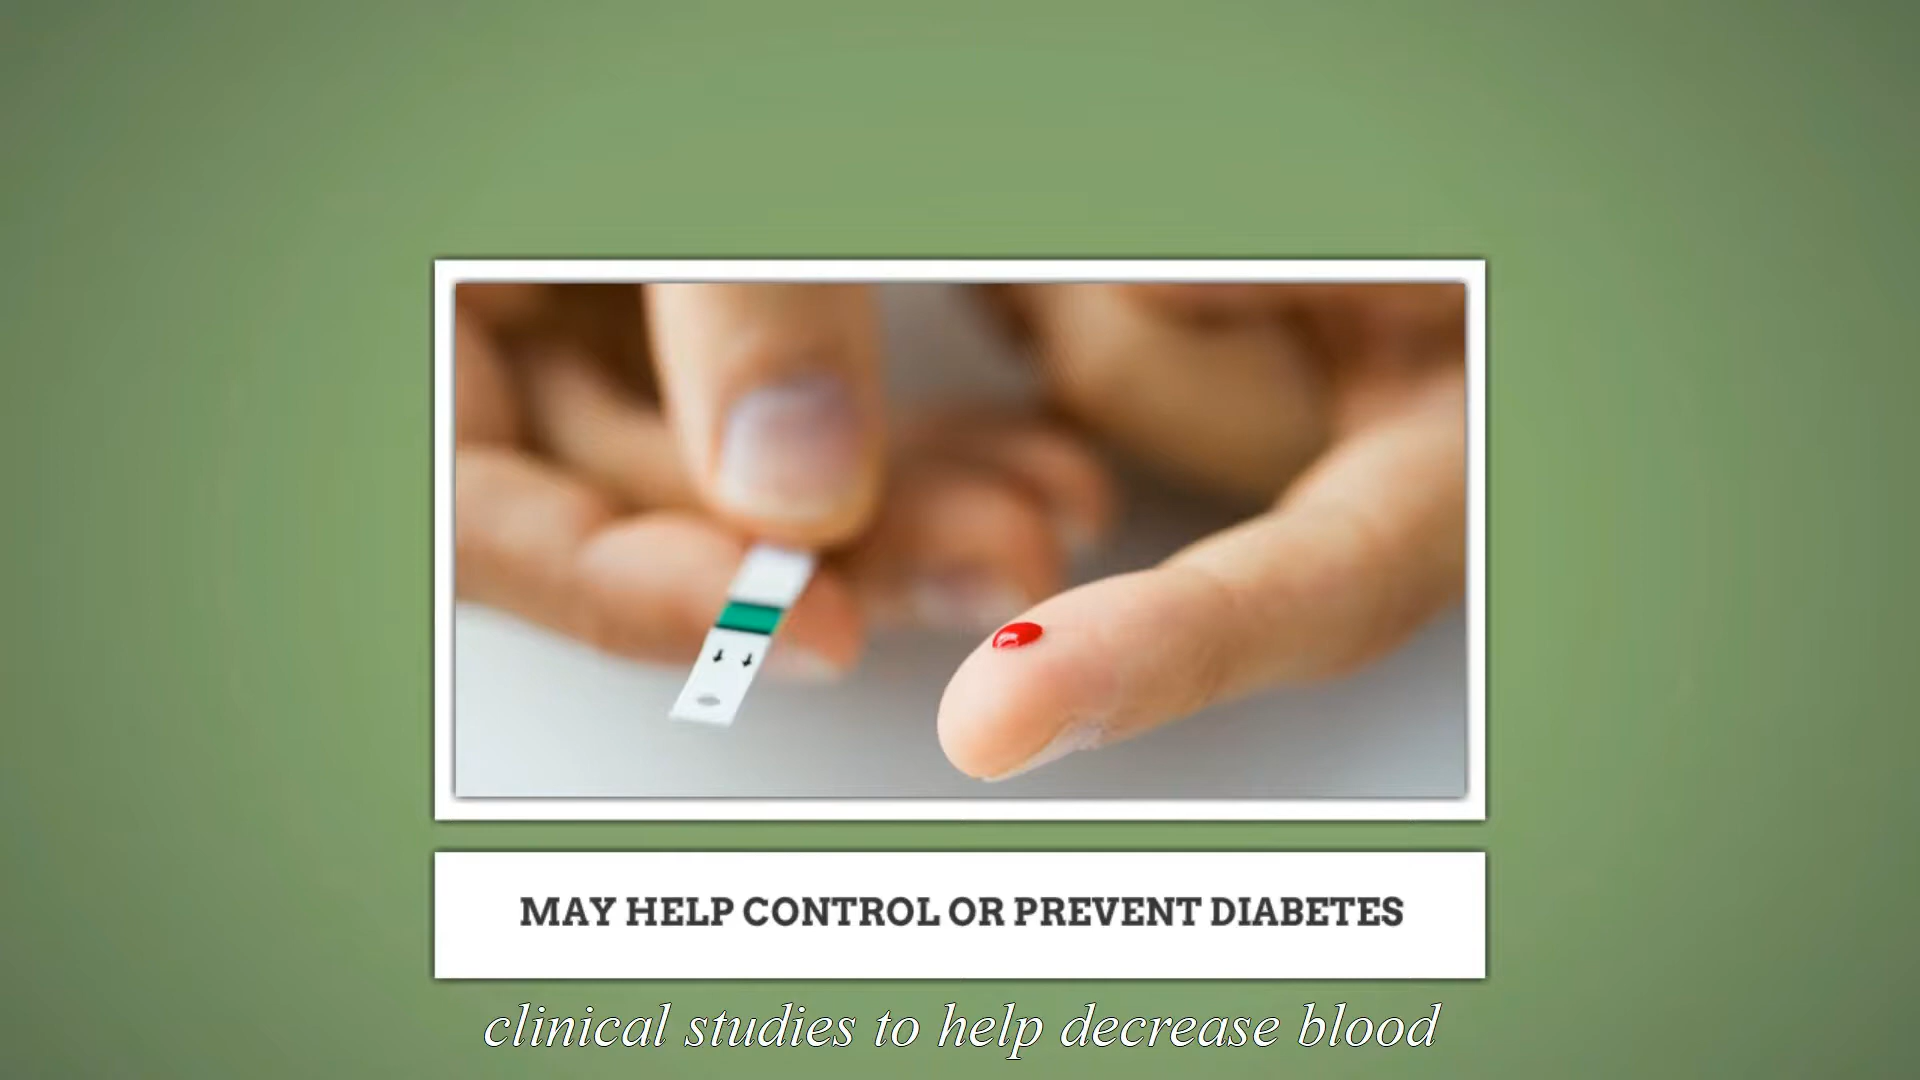 MAY HELP CONTROL OR PREVENT DIABETES
clinical studies to help decrease blood